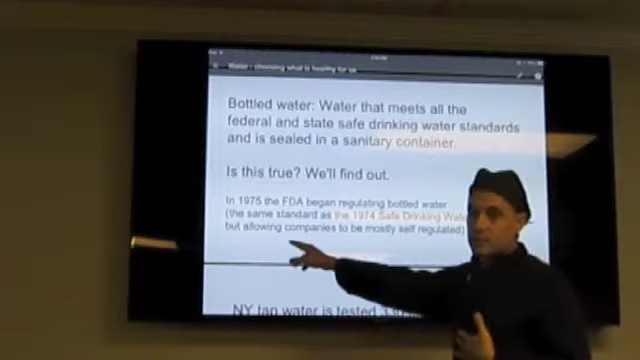 Water - choosing what is healthy for us
Bottled water: Water that meets all the
federal and state safe drinking water standards
and is sealed in a sanitary container.
Is this true? We'll find out.
In 1975 the FDA began regulating bottled water
(the same standard as the 1974 Safe Drinking Wate
but allowing companies to be mostly self regulated)
NY tap water is tested